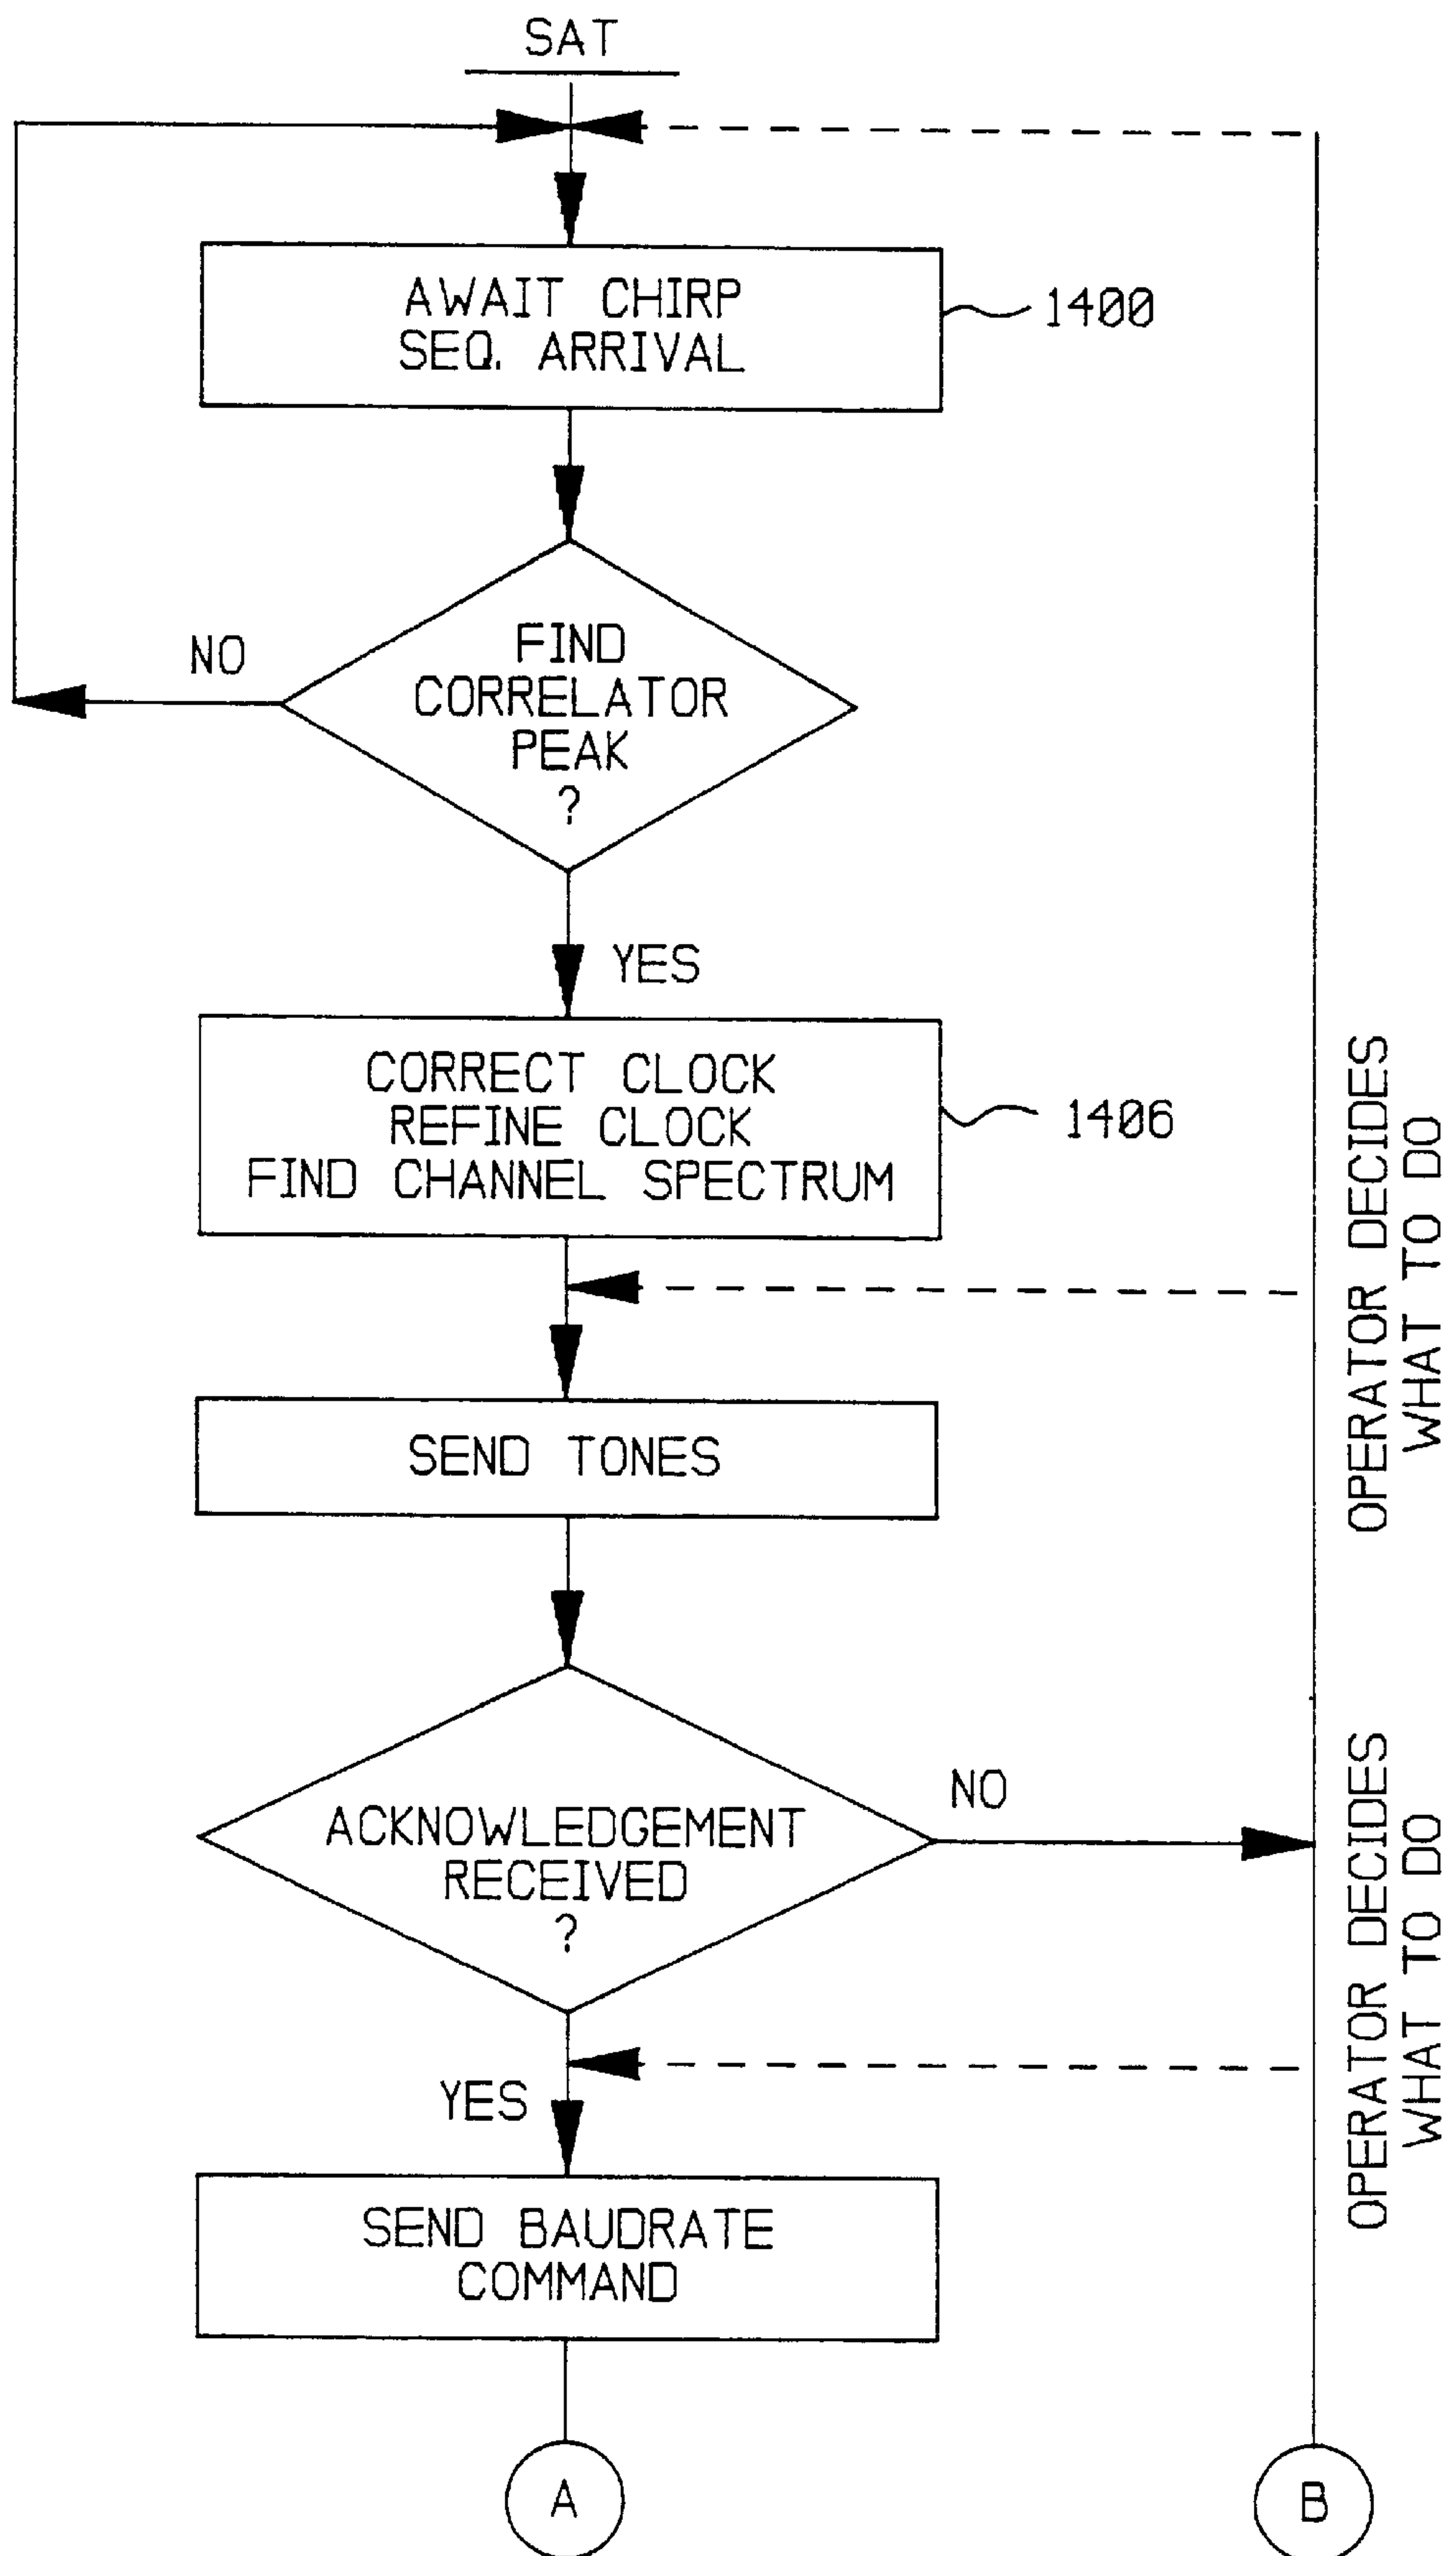 SAT
AWAIT CHIRP
SEQ. ARRIVAL
1400
FIND
CORRELATOR
PEAK
?
NO
YES
CORRECT CLOCK
REFINE CLOCK
FIND CHANNEL SPECTRUM
1406
OPERATOR DECIDES
WHAT TO DO
SEND TONES
ACKNOWLEDGEMENT
RECEIVED
?
NO
OPERATOR DECIDES
WHAT TO DO
YES
SEND BAUDRATE
COMMAND
A
B